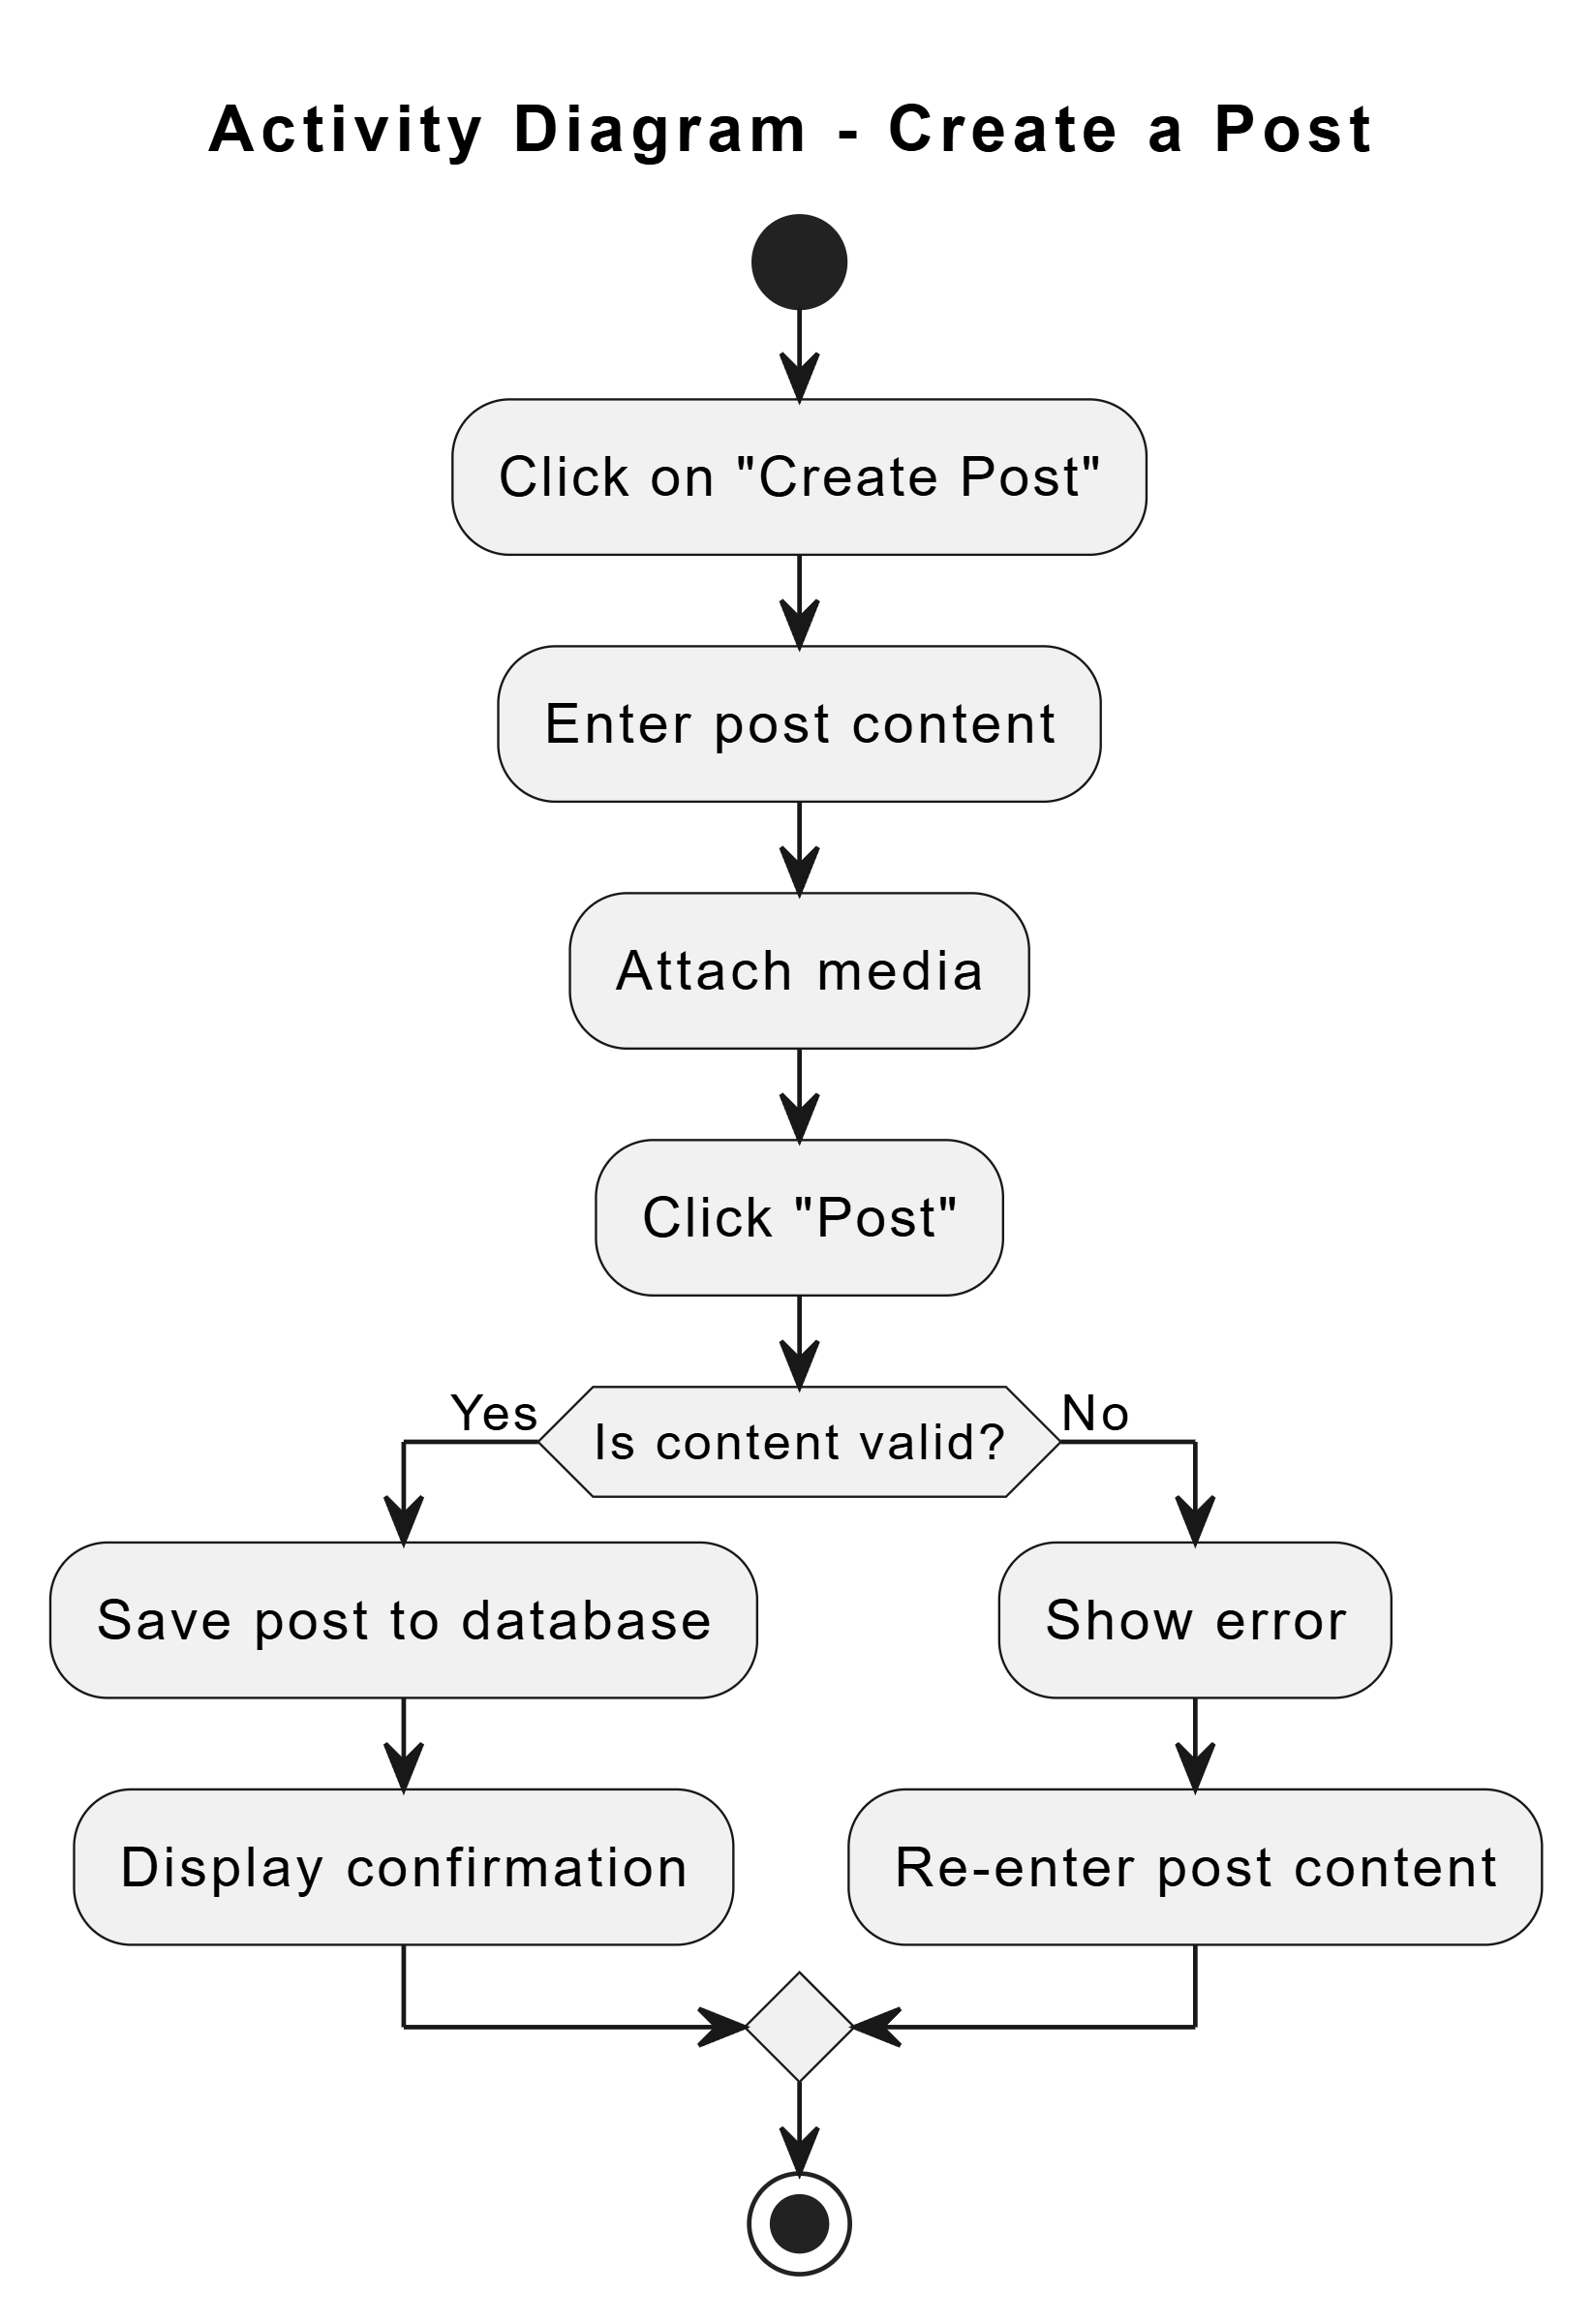 Activity Diagram - Create a Post
Click on "Create Post"
Enter post content
Attach media
Click "Post"
Yes
Is content valid?
No
Save post to database
Show error
Display confirmation
Re-enter post content